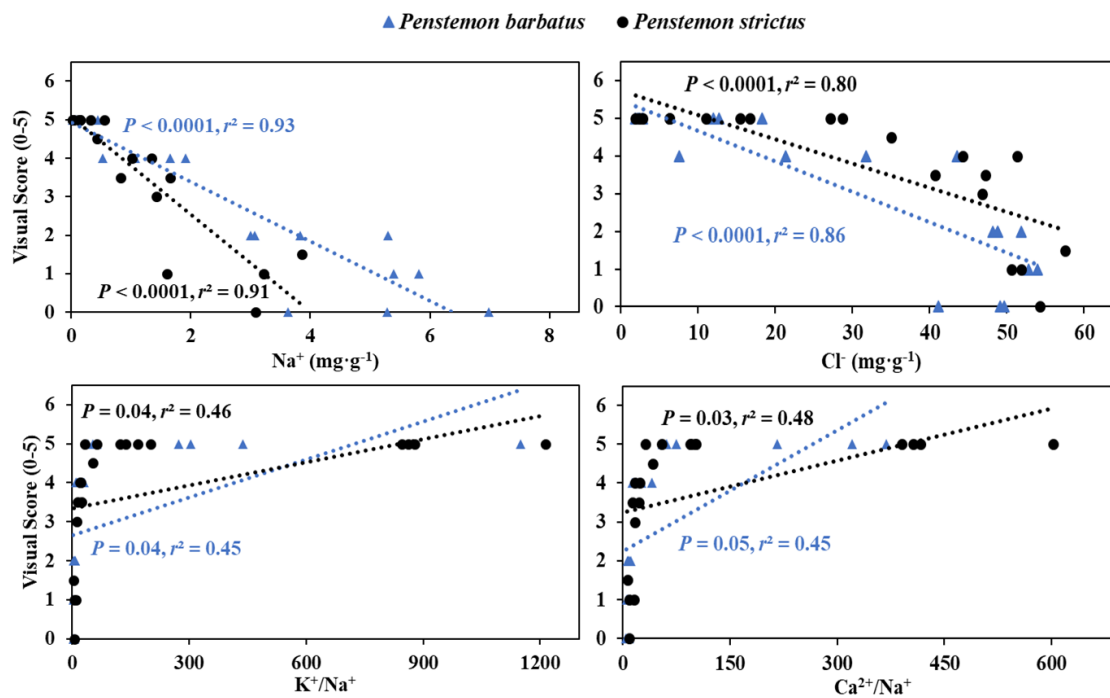 Penstemon barbatus Penstemon strictus
Visual Score (0-5)
6
5
4
3
2
1
0
P < 0.0001, r² = 0.93
P < 0.0001, r² = 0.91
0 2 4 6 8
Na⁺ (mg·g⁻¹)
6
5
4
3
2
1
0
P < 0.0001, r² = 0.80
P < 0.0001, r² = 0.86
0 10 20 30 40 50 60
Cl⁻ (mg·g⁻¹)
Visual Score (0-5)
6
5
4
3
2
1
0
P = 0.04, r² = 0.46
P = 0.04, r² = 0.45
0 300 600 900 1200
K⁺/Na⁺
6
5
4
3
2
1
0
P = 0.03, r² = 0.48
P = 0.05, r² = 0.45
0 150 300 450 600
Ca²⁺/Na⁺